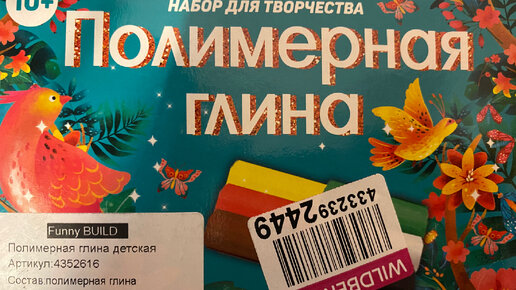 10+
НАБОР ДЛЯ ТВОРЧЕСТВА
Полимерная
глина
4332392449
Funny BUILD
Полимерная глина детская
Артикул:4352616
Состав:полимерная глина